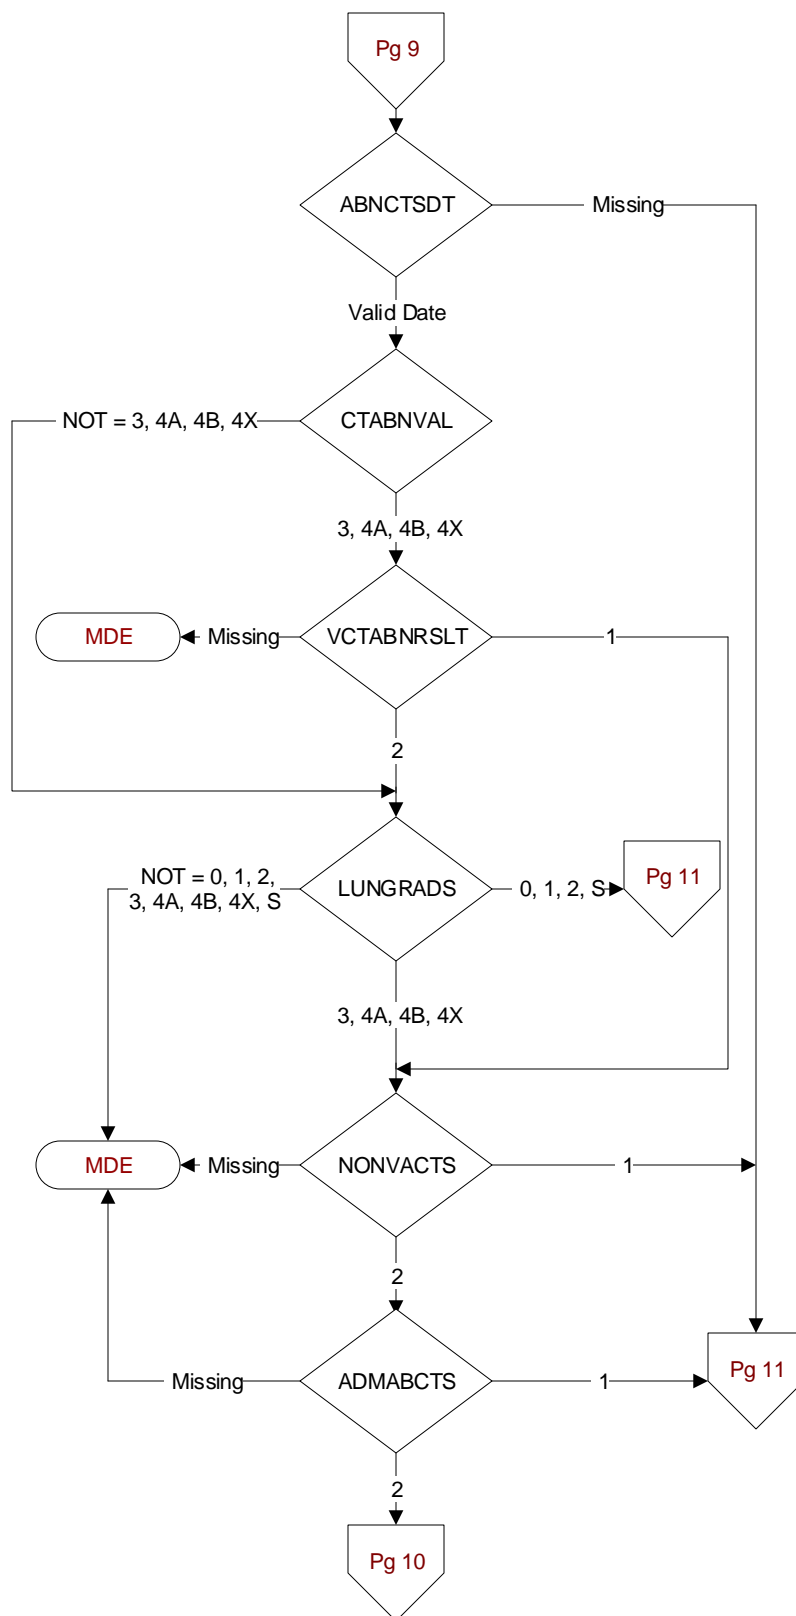 Pg 9
ABNCTSDT
Missing
Valid Date
NOT = 3, 4A, 4B, 4X
CTABNVAL
3, 4A, 4B, 4X
MDE
Missing
VCTABNRSLT
1
2
NOT = 0, 1, 2,
3, 4A, 4B, 4X, S
LUNGRADS
0, 1, 2, S
Pg 11
3, 4A, 4B, 4X
MDE
Missing
NONVACTS
1
2
Missing
ADMABCTS
1
Pg 11
2
Pg 10